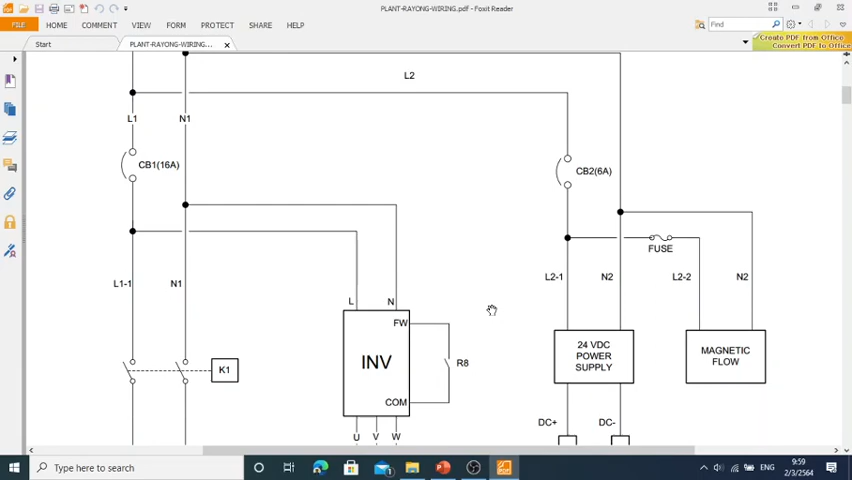 PLANT-RAYONG-WIRING.pdf - Foxit Reader
FILE HOME COMMENT VIEW FORM PROTECT SHARE HELP
Find
Start PLANT-RAYONG-WIRING...
Create PDF from Office
Convert PDF to Office
L2
L1 N1
CB1(16A)
CB2(6A)
FUSE
L1-1 N1
L2-1 N2 L2-2 N2
L N
FW
INV
R8
COM
U V W
K1
24 VDC
POWER
SUPPLY
MAGNETIC
FLOW
DC+ DC-
Type here to search
ENG
9:59
2/3/2564